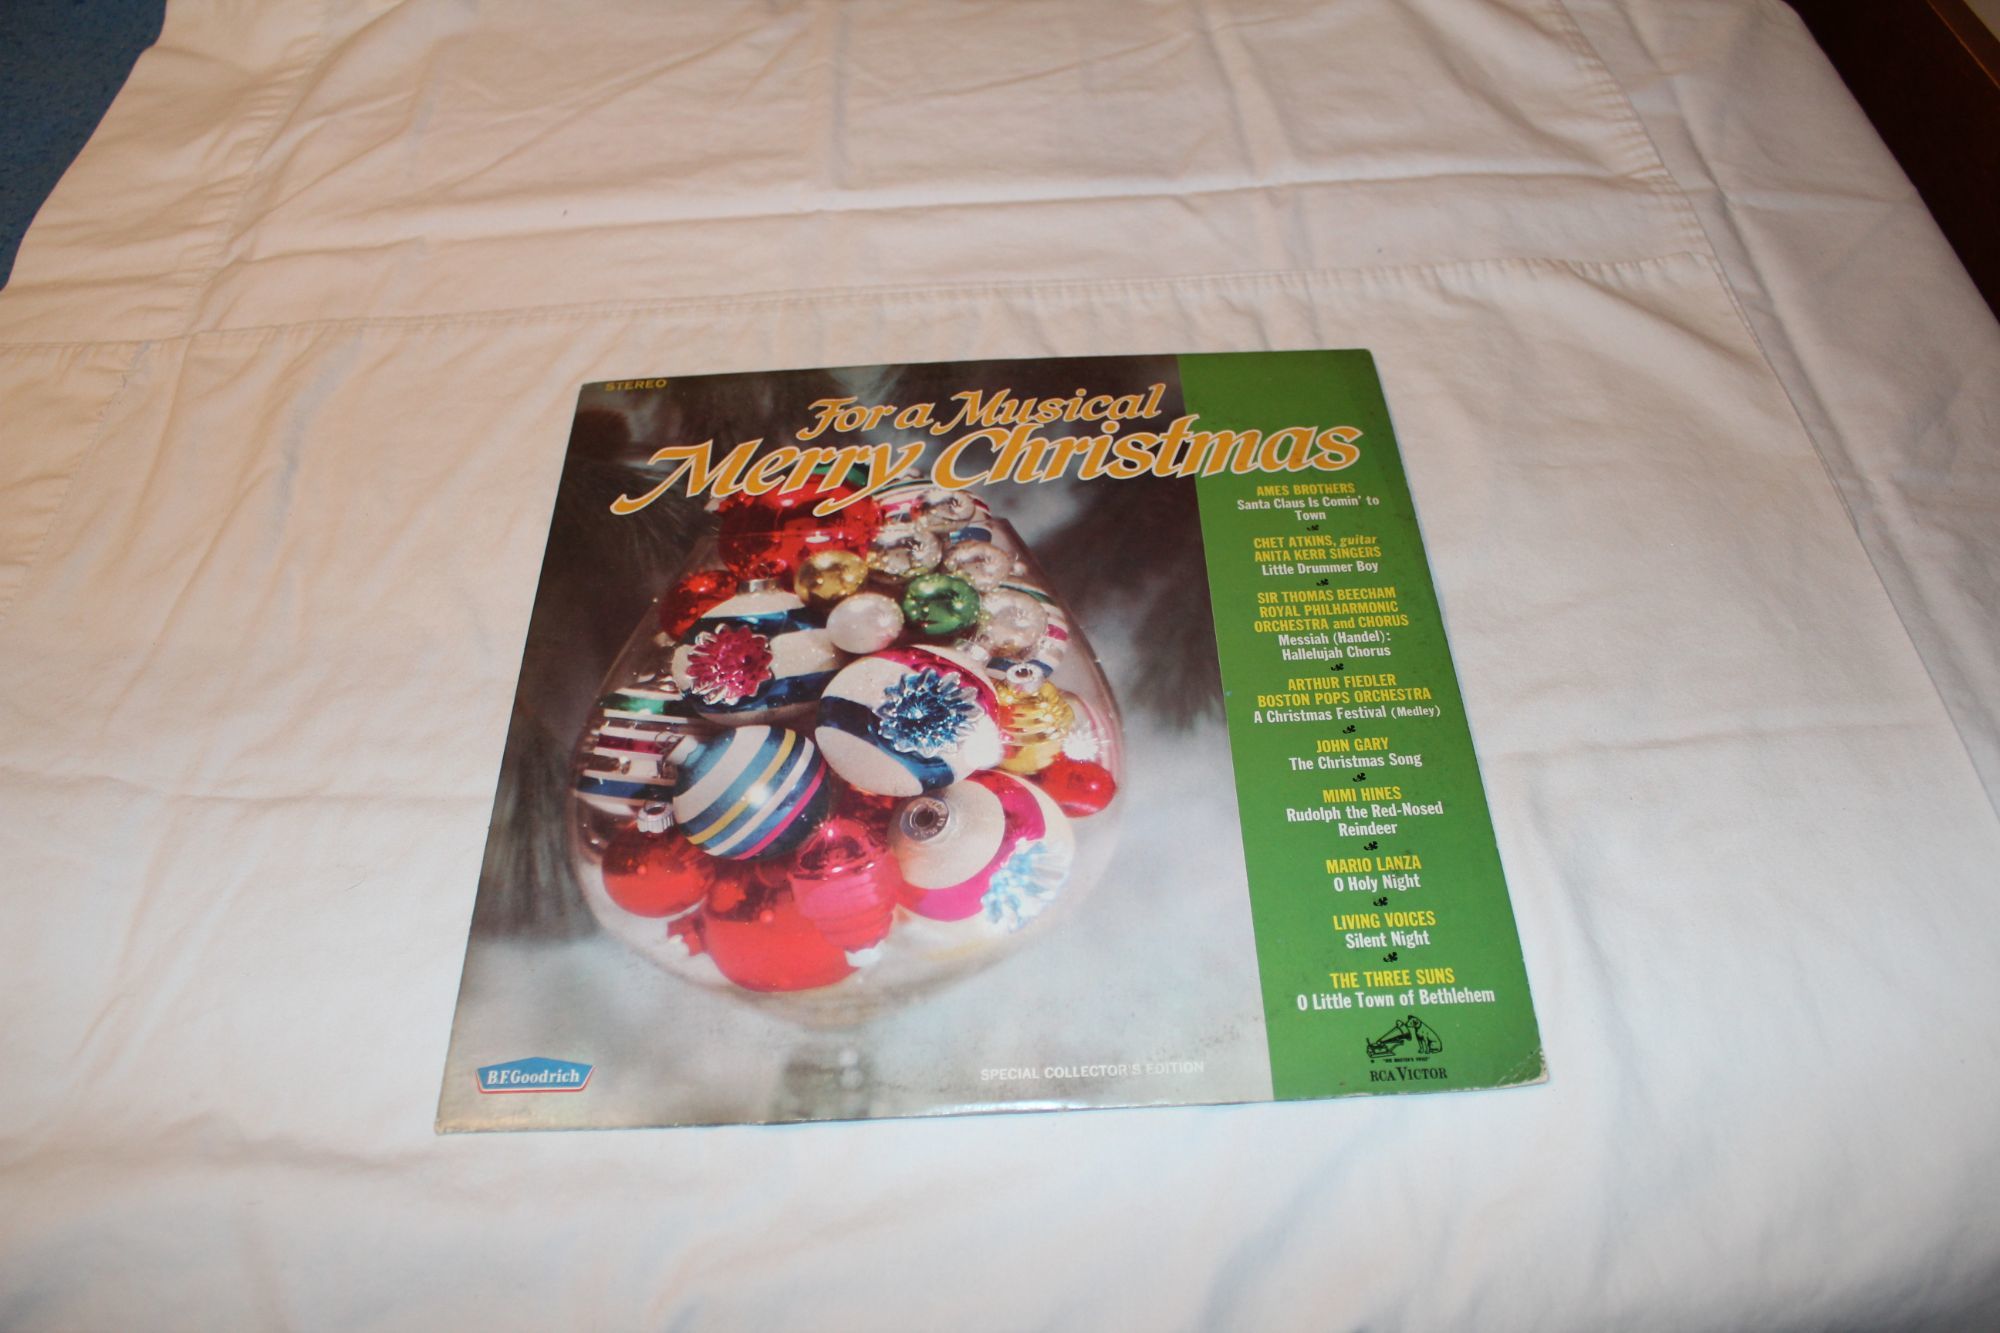 STEREO
For a Musical
Merry Christmas
AMES BROTHERS
Santa Claus Is Comin' to
Town
CHET ATKINS, guitar
ANITA KERR SINGERS
Little Drummer Boy
SIR THOMAS BEECHAM
ROYAL PHILHARMONIC
ORCHESTRA and CHORUS
Messiah (Handel):
Hallelujah Chorus
ARTHUR FIEDLER
BOSTON POPS ORCHESTRA
A Christmas Festival (Medley)
JOHN GARY
The Christmas Song
MIMI HINES
Rudolph the Red-Nosed
Reindeer
MARIO LANZA
O Holy Night
LIVING VOICES
Silent Night
THE THREE SUNS
O Little Town of Bethlehem
"HIS MASTER'S VOICE"
RCA VICTOR
B.F.Goodrich
SPECIAL COLLECTOR'S EDITION